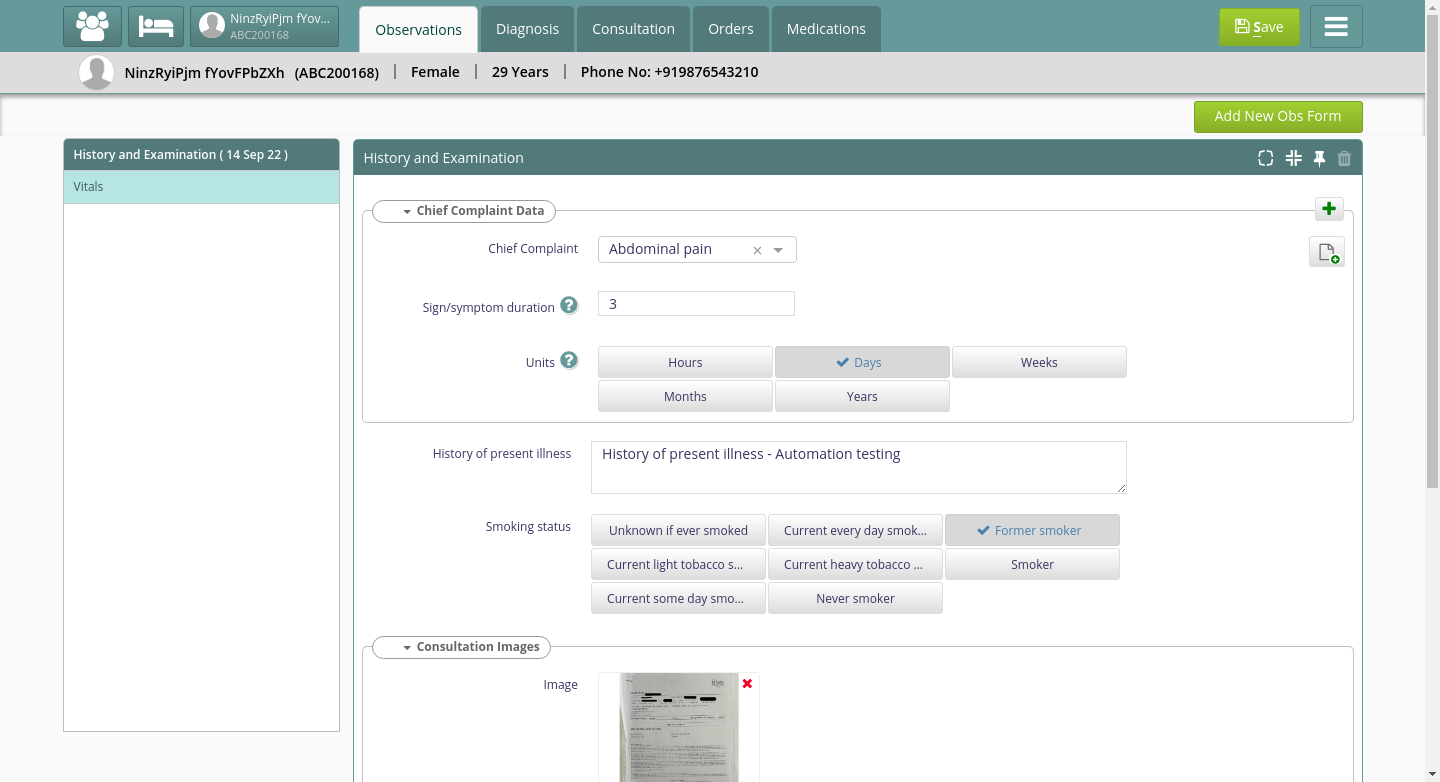 NinzRyiPjm fYov...
ABC200168
Observations
Diagnosis
Consultation
Orders
Medications
Save
NinzRyiPjm fYovFPbZXh (ABC200168) | Female | 29 Years | Phone No: +919876543210
Add New Obs Form
History and Examination ( 14 Sep 22 )
Vitals
History and Examination
Chief Complaint Data
Chief Complaint
Abdominal pain
Sign/symptom duration
3
Units
Hours
Days
Weeks
Months
Years
History of present illness
History of present illness - Automation testing
Smoking status
Unknown if ever smoked
Current every day smok...
Former smoker
Current light tobacco s...
Current heavy tobacco ...
Smoker
Current some day smo...
Never smoker
Consultation Images
Image